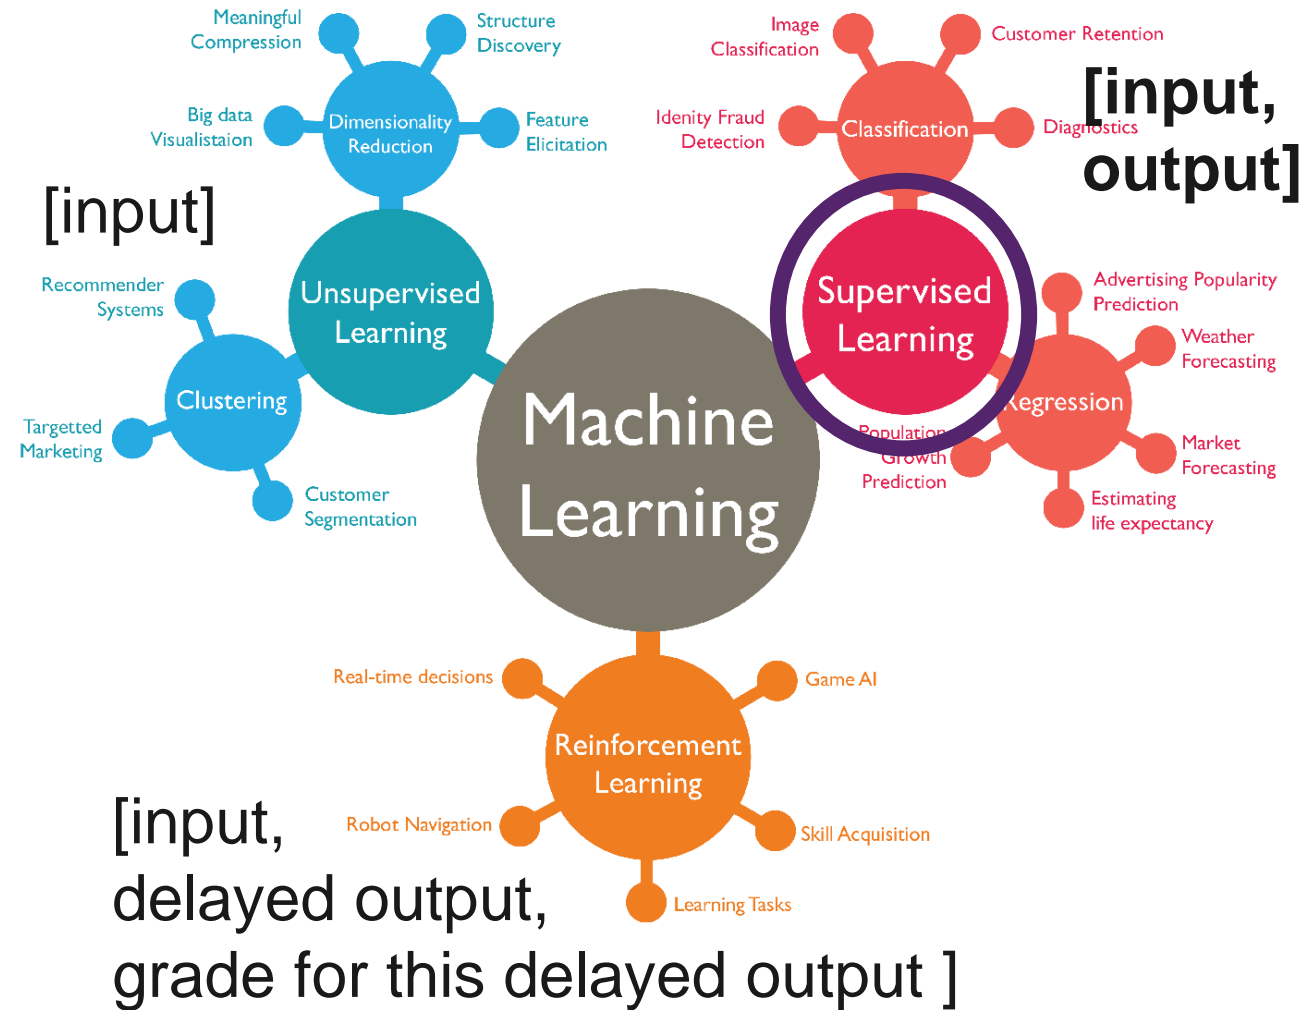 Meaningful
Compression
Structure
Discovery
Big data
Visualistaion
Dimensionality
Reduction
Feature
Elicitation
[input]
Unsupervised
Learning
Recommender
Systems
Clustering
Targetted
Marketing
Customer
Segmentation
Image
Classification
Customer Retention
Idenity Fraud
Detection
Classification
Diagnostics
[input,
output]
Supervised
Learning
Advertising Popularity
Prediction
Weather
Forecasting
Regression
Population
Growth
Prediction
Market
Forecasting
Estimating
life expectancy
Machine
Learning
Real-time decisions
Game AI
Reinforcement
Learning
Robot Navigation
Skill Acquisition
Learning Tasks
[input,
delayed output,
grade for this delayed output ]